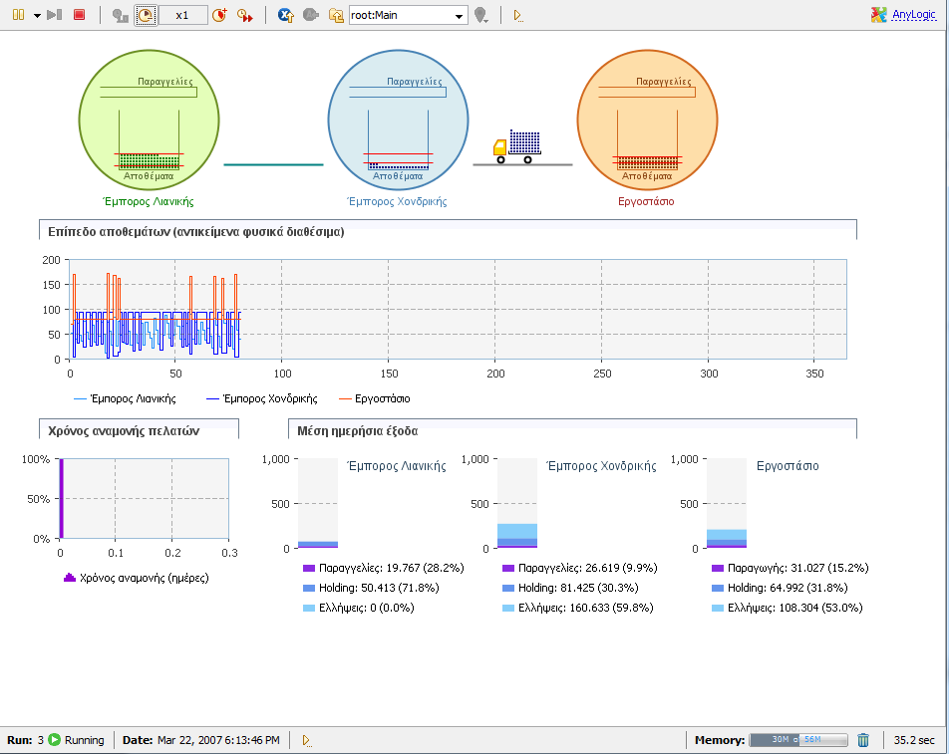 x1 root:Main AnyLogic
Παραγγελίες Παραγγελίες Παραγγελίες
Αποθέματα Αποθέματα Αποθέματα
Έμπορος Λιανικής Έμπορος Χονδρικής Εργοστάσιο
Επίπεδο αποθεμάτων (αντικείμενα φυσικά διαθέσιμα)
200
150
100
50
0
0 50 100 150 200 250 300 350
Έμπορος Λιανικής Έμπορος Χονδρικής Εργοστάσιο
Χρόνος αναμονής πελατών
100%
50%
0%
0 0.1 0.2 0.3
Χρόνος αναμονής (ημέρες)
Μέση ημερήσια έξοδα
1,000
500
0
Έμπορος Λιανικής
Παραγγελίες: 19.767 (28.2%)
Holding: 50.413 (71.8%)
Ελλήψεις: 0 (0.0%)
1,000
500
0
Έμπορος Χονδρικής
Παραγγελίες: 26.619 (9.9%)
Holding: 81.425 (30.3%)
Ελλήψεις: 160.633 (59.8%)
1,000
500
0
Εργοστάσιο
Παραγωγής: 31.027 (15.2%)
Holding: 64.992 (31.8%)
Ελλήψεις: 108.304 (53.0%)
Run: 3 Running Date: Mar 22, 2007 6:13:46 PM Memory: 30M of 56M 35.2 sec